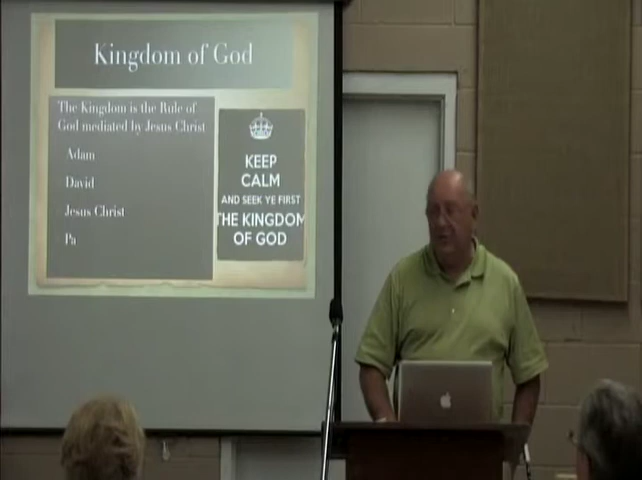 Kingdom of God
The Kingdom is the Rule of
God mediated by Jesus Christ
Adam
David
Jesus Christ
Pa
KEEP
CALM
AND SEEK YE FIRST
THE KINGDOM
OF GOD